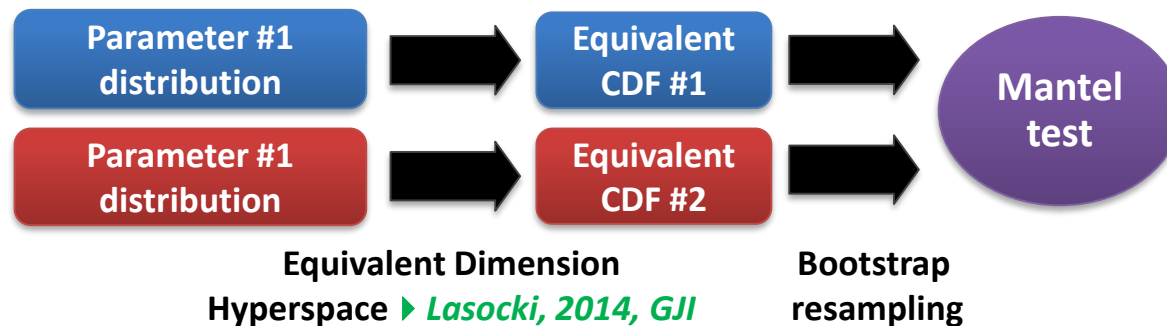 Parameter #1
distribution
Equivalent
CDF #1
Mantel
test
Parameter #1
distribution
Equivalent
CDF #2
Equivalent Dimension
Hyperspace Lasocki, 2014, GJI
Bootstrap
resampling